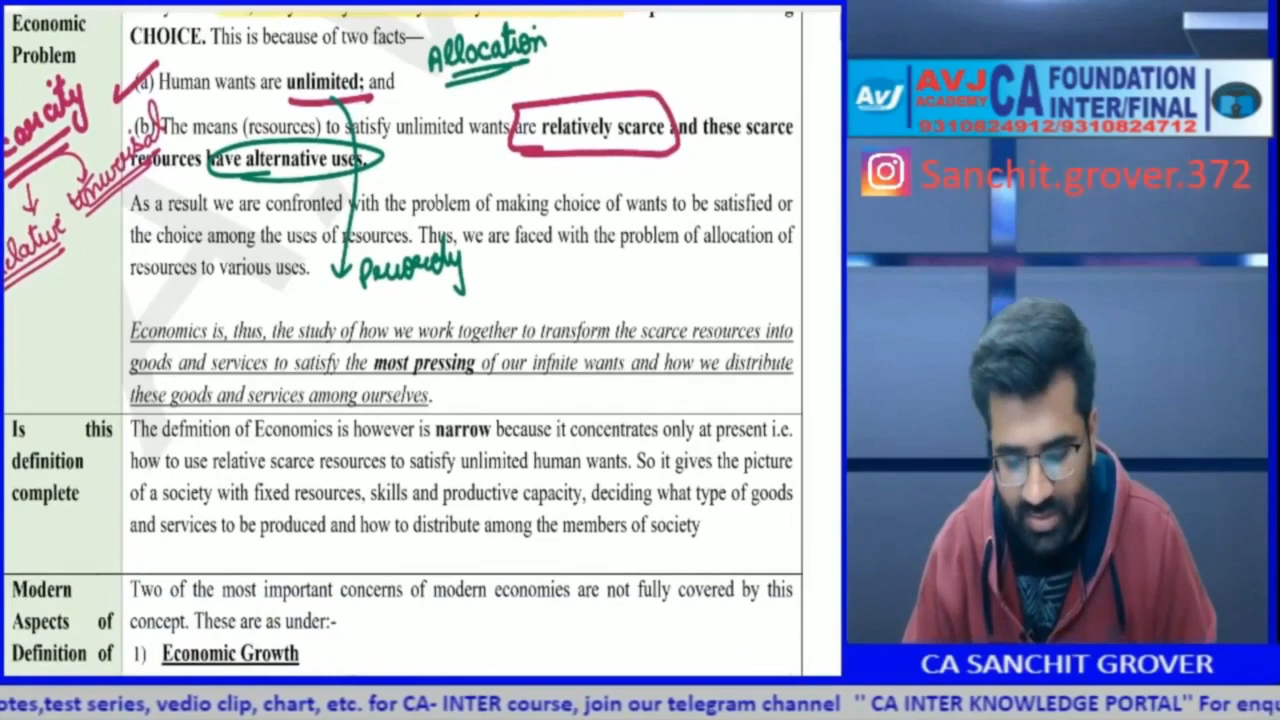 Economic
Problem
CHOICE. This is because of two facts—
Allocation
(a) Human wants are unlimited; and
(b) The means (resources) to satisfy unlimited wants are relatively scarce and these scarce
resources have alternative uses.
universal
As a result we are confronted with the problem of making choice of wants to be satisfied or
the choice among the uses of resources. Thus, we are faced with the problem of allocation of
resources to various uses.
Economics is, thus, the study of how we work together to transform the scarce resources into
goods and services to satisfy the most pressing of our infnite wants and how we distribute
these goods and services among ourselves.
Is this
definition
complete
The defmition of Economics is however is narrow because it concentrates only at present i.e.
how to use relative scarce resources to satisfy unlimited human wants. So it gives the picture
of a society with fixed resources, skills and productive capacity, deciding what type of goods
and services to be produced and how to distribute among the members of society
Modern
Aspects of
Definition of
Two of the most important concerns of modern economies are not fully covered by this
concept. These are as under:-
1) Economic Growth
AVJ
AVJ
ACADEMY
CA
FOUNDATION
INTER/FINAL
9310824912/9310824712
Sanchit.grover.372
CA SANCHIT GROVER
otes,test series, vedio clip, chart, etc. for CA- INTER course, join our telegram channel " CA INTER KNOWLEDGE PORTAL" For enqu